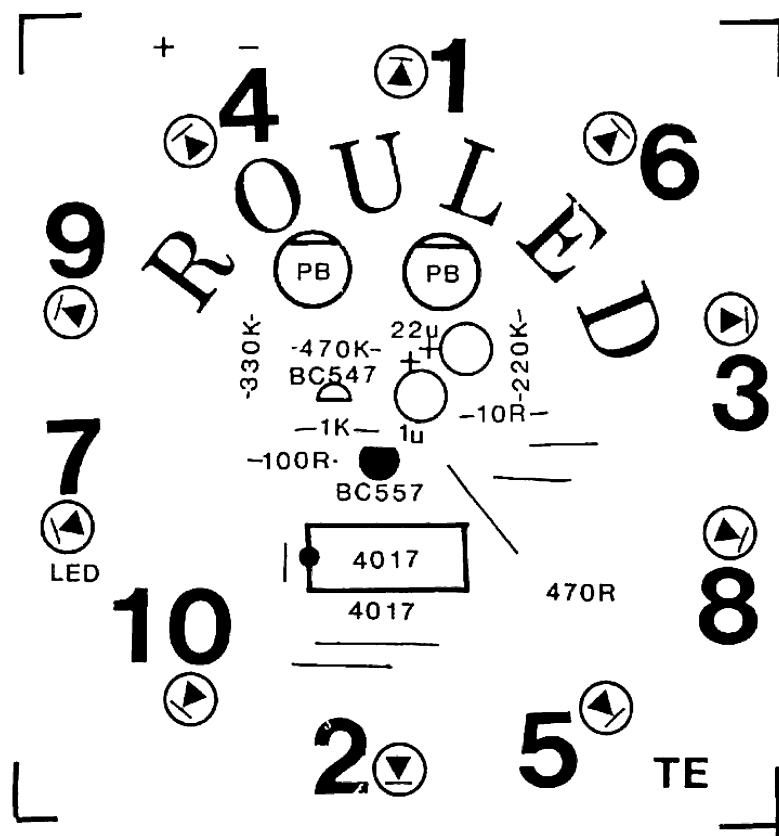 + −
1
4
6
ROULED
9
PB PB
22u
-330K-
-470K-
+
-220K-
BC547
+
3
-10R-
-1K-
1u
7
-100R-
BC557
4017
LED
470R
8
4017
10
2
5
TE